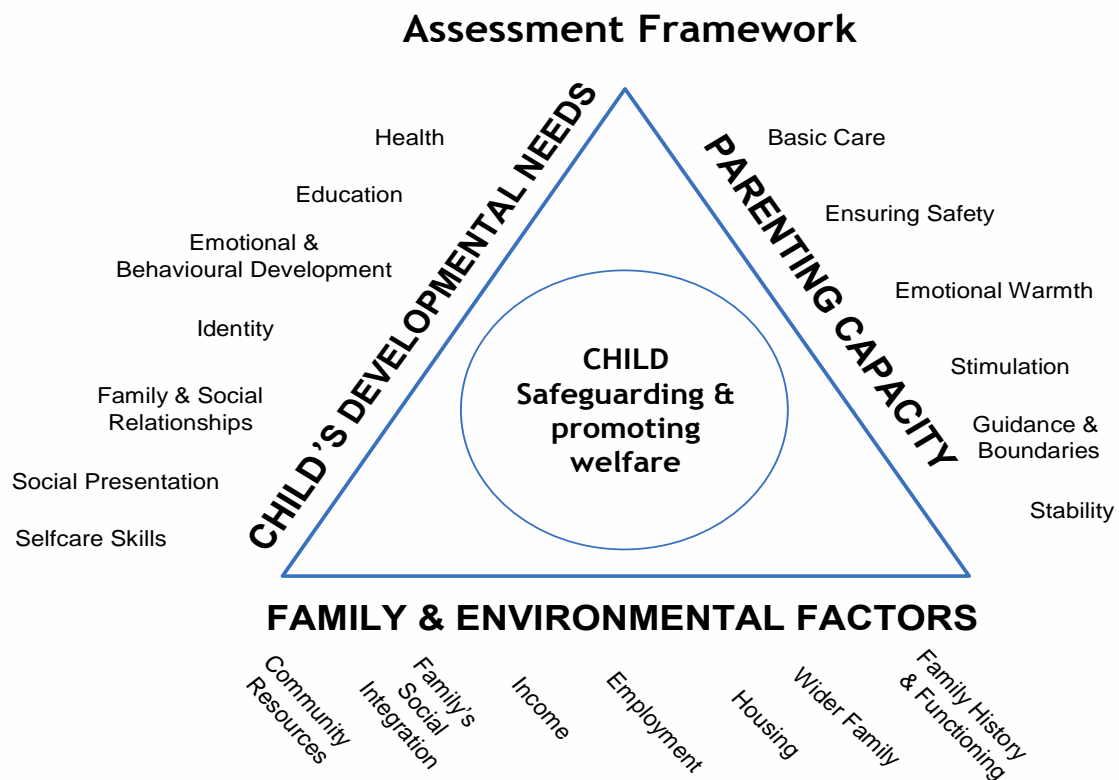 Assessment Framework
CHILD’S DEVELOPMENTAL NEEDS
Health
Education
Emotional &
Behavioural Development
Identity
Family & Social
Relationships
Social Presentation
Selfcare Skills
PARENTING CAPACITY
Basic Care
Ensuring Safety
Emotional Warmth
Stimulation
Guidance &
Boundaries
Stability
CHILD
Safeguarding &
promoting
welfare
FAMILY & ENVIRONMENTAL FACTORS
Community
Resources
Family's
Social
Integration
Income
Employment
Housing
Wider Family
Family History
& Functioning